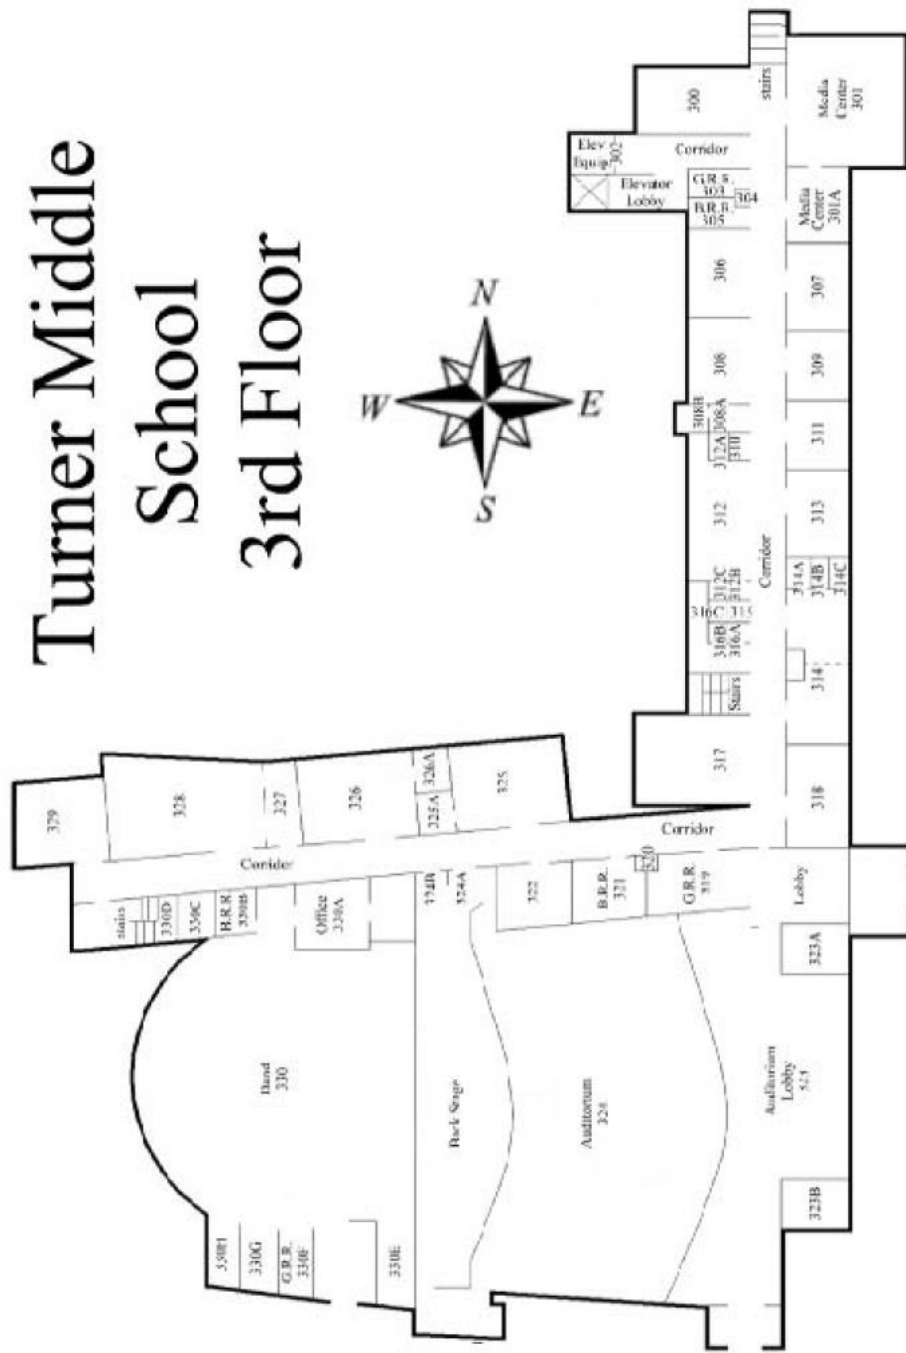 Turner Middle
School
3rd Floor
N
W
E
S
stairs
300
Media
Center
301
Elev
Equip
302
Corridor
Elevator
Lobby
G.R.R.
303
304
B.R.R.
305
Media
Center
301A
306
307
308
309
308B
308A
312A
310
311
312
313
Corridor
312C
312B
314A
314B
314C
316C
315
316B
316A
Stairs
314
317
318
Corridor
329
328
327
326
326A
325A
325
Corridor
stairs
330D
330C
B.R.R
330B
Office
330A
324B
324A
322
B.R.R.
321
320
G.R.R
319
Lobby
323A
Band
330
Back Stage
Auditorium
324
Auditorium
Lobby
323B
330H
330G
G.R.R.
330F
330E